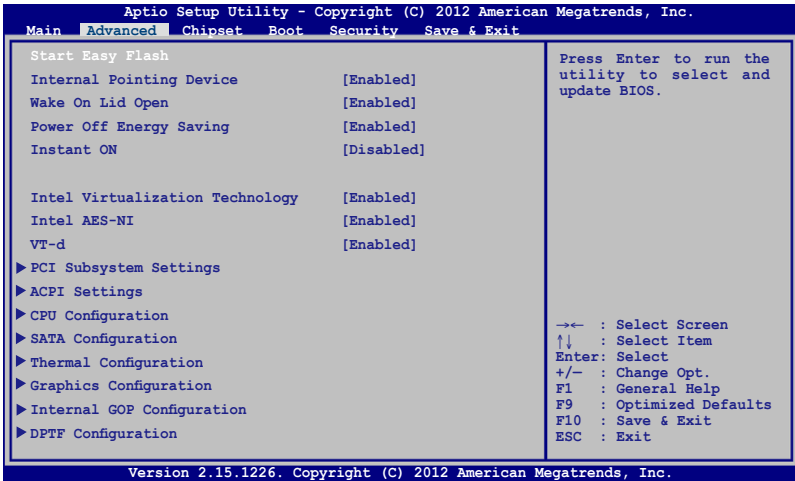 Aptio Setup Utility - Copyright (C) 2012 American Megatrends, Inc.
Main Advanced Chipset Boot Security Save & Exit
Start Easy Flash
Internal Pointing Device [Enabled]
Wake On Lid Open [Enabled]
Power Off Energy Saving [Enabled]
Instant ON [Disabled]
Intel Virtualization Technology [Enabled]
Intel AES-NI [Enabled]
VT-d [Enabled]
PCI Subsystem Settings
ACPI Settings
CPU Configuration
SATA Configuration
Thermal Configuration
Graphics Configuration
Internal GOP Configuration
DPTF Configuration
Press Enter to run the
utility to select and
update BIOS.
→← : Select Screen
↑↓ : Select Item
Enter: Select
+/— : Change Opt.
F1 : General Help
F9 : Optimized Defaults
F10 : Save & Exit
ESC : Exit
Version 2.15.1226. Copyright (C) 2012 American Megatrends, Inc.